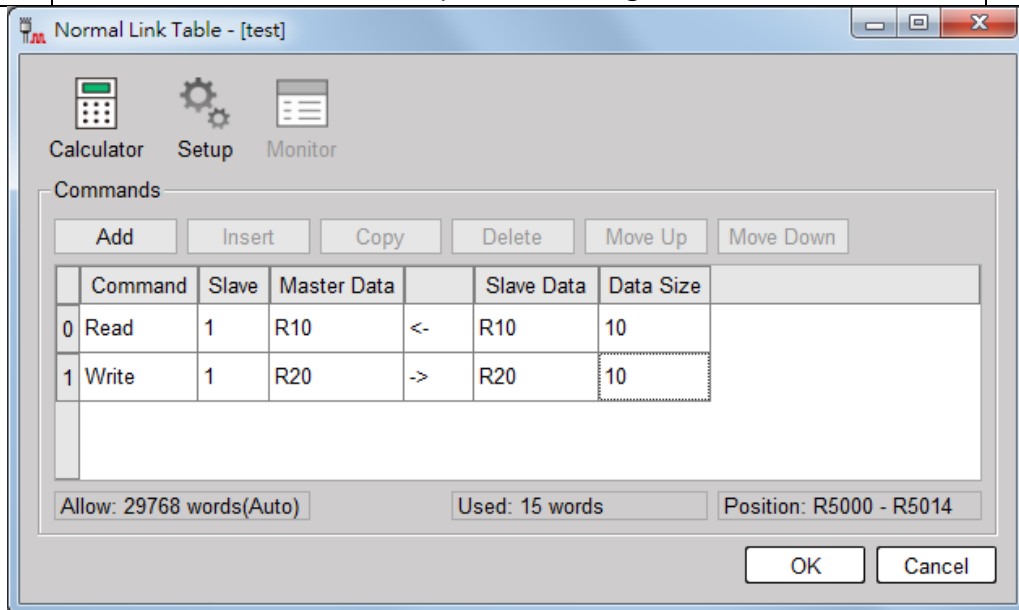 Normal Link Table - [test]
Calculator Setup Monitor
Commands
Add Insert Copy Delete Move Up Move Down
Command Slave Master Data Slave Data Data Size
0 Read 1 R10 <- R10 10
1 Write 1 R20 -> R20 10
Allow: 29768 words(Auto) Used: 15 words Position: R5000 - R5014
OK Cancel